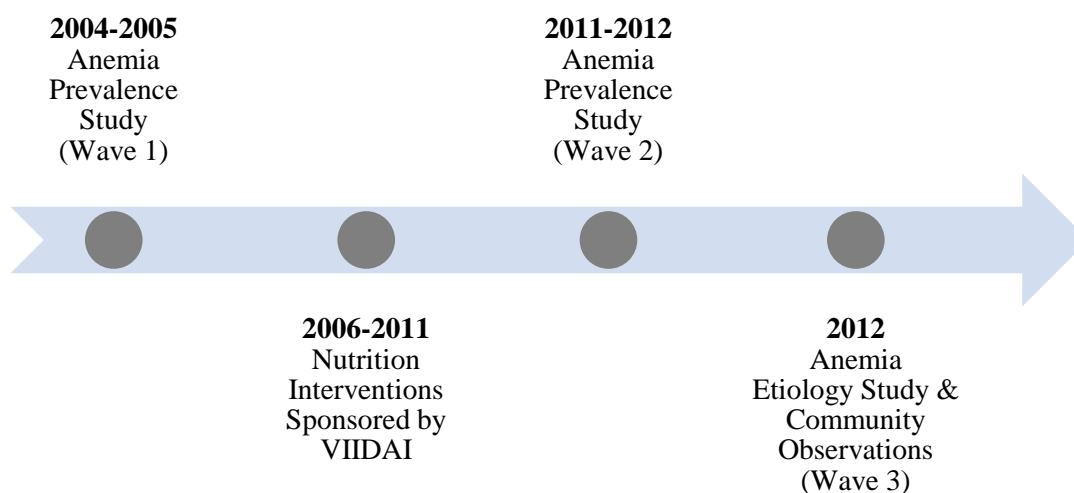 2004-2005
Anemia
Prevalence
Study
(Wave 1)
2006-2011
Nutrition
Interventions
Sponsored by
VIIDAI
2011-2012
Anemia
Prevalence
Study
(Wave 2)
2012
Anemia
Etiology Study &
Community
Observations
(Wave 3)